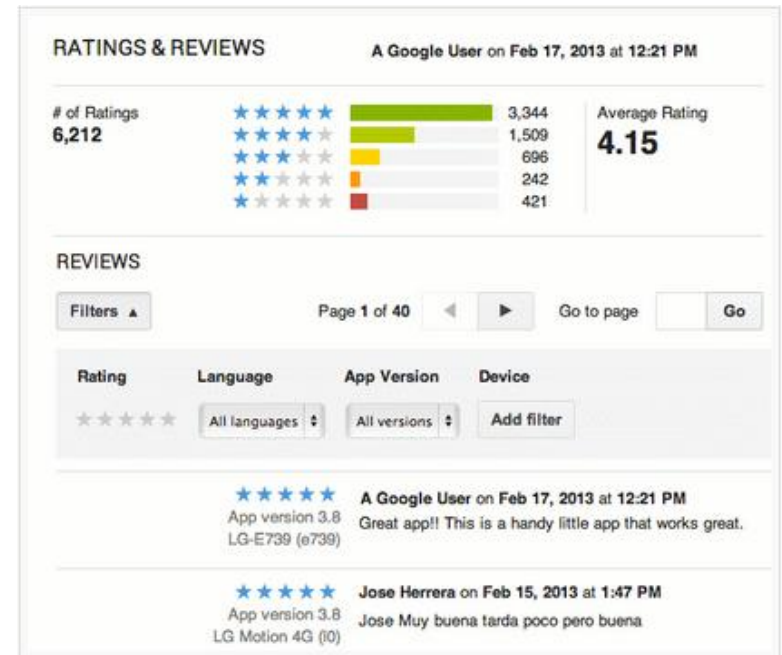 RATINGS & REVIEWS
A Google User on Feb 17, 2013 at 12:21 PM
# of Ratings
6,212
3,344
1,509
696
242
421
Average Rating
4.15
REVIEWS
Filters ▲
Page 1 of 40
Go to page
Go
Rating
Language
App Version
Device
All languages
All versions
Add filter
App version 3.8
LG-E739 (e739)
A Google User on Feb 17, 2013 at 12:21 PM
Great app!! This is a handy little app that works great.
App version 3.8
LG Motion 4G (l0)
Jose Herrera on Feb 15, 2013 at 1:47 PM
Jose Muy buena tarda poco pero buena